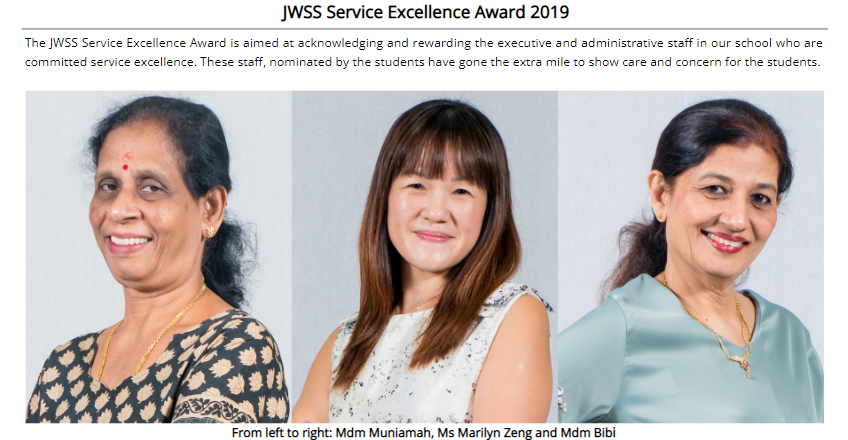 JWSS Service Excellence Award 2019
The JWSS Service Excellence Award is aimed at acknowledging and rewarding the executive and administrative staff in our school who are
committed service excellence. These staff, nominated by the students have gone the extra mile to show care and concern for the students.
From left to right: Mdm Muniamah, Ms Marilyn Zeng and Mdm Bibi